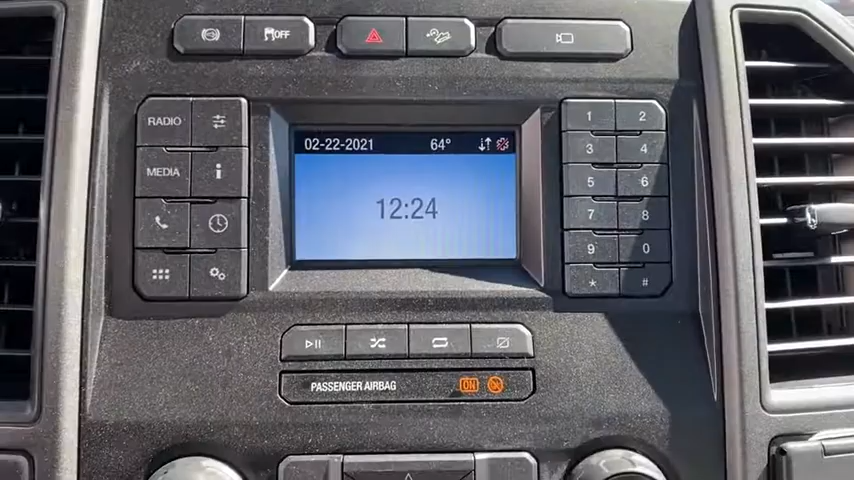 OFF
RADIO
MEDIA
i
02-22-2021 64°
12:24
1 2
3 4
5 6
7 8
9 0
* #
PASSENGER AIRBAG ON